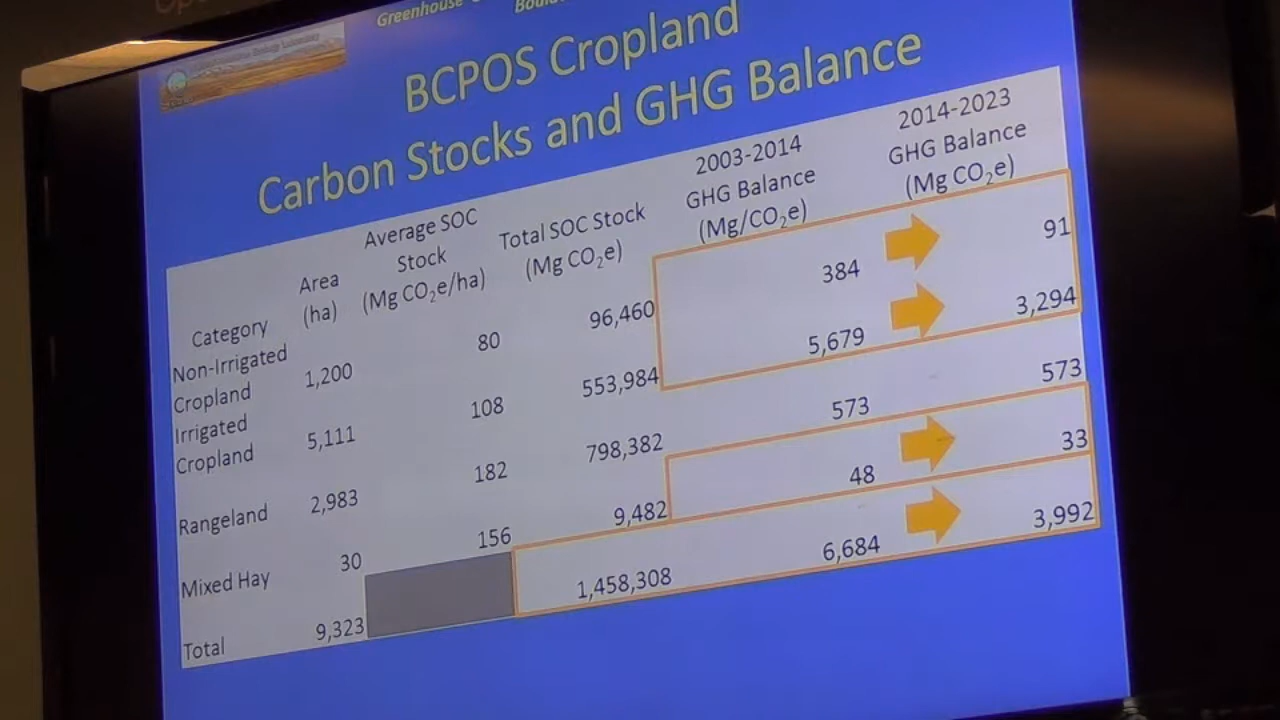 Greenhouse
BCPOS Cropland
Carbon Stocks and GHG Balance
Category Area (ha) Average SOC Stock (Mg CO₂e/ha) Total SOC Stock (Mg CO₂e) 2003-2014 GHG Balance (Mg/CO₂e) 2014-2023 GHG Balance (Mg CO₂e)
Non-Irrigated Cropland 1,200 80 96,460 384 91
Irrigated Cropland 5,111 108 553,984 5,679 3,294
Rangeland 2,983 182 798,382 573 573
Mixed Hay 30 156 9,482 48 33
Total 9,323 1,458,308 6,684 3,992